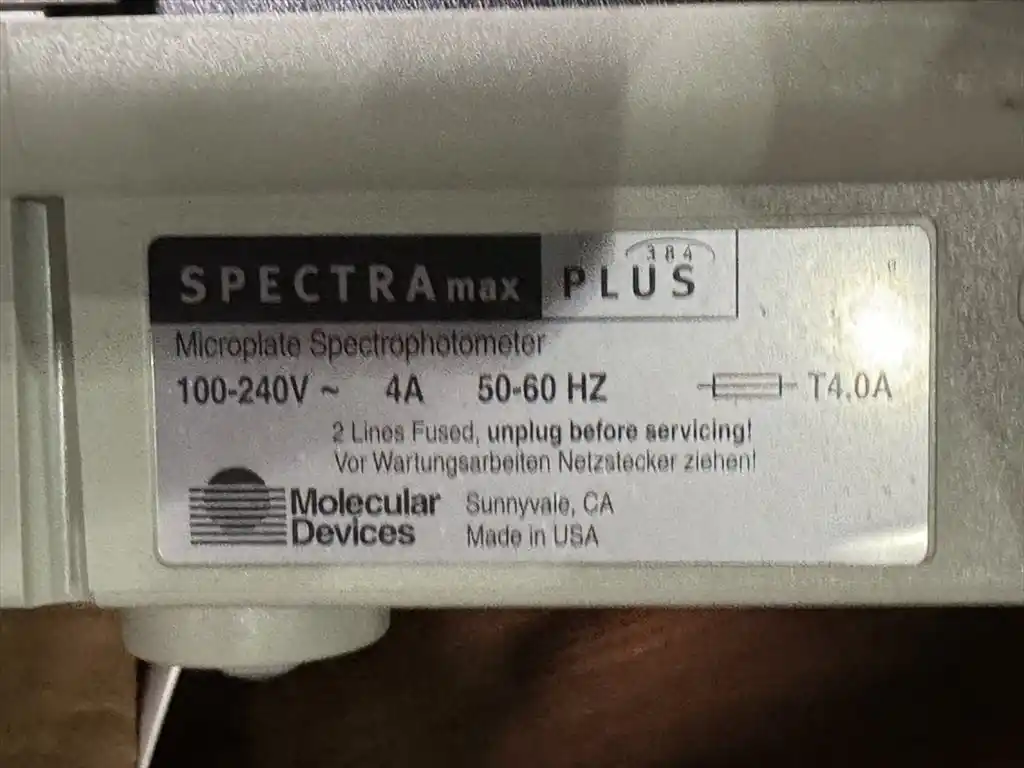 SPECTRAmax PLUS 384
Microplate Spectrophotometer
100-240V ~ 4A 50-60 HZ T4.0A
2 Lines Fused, unplug before servicing!
Vor Wartungsarbeiten Netzstecker ziehen!
Molecular Devices
Sunnyvale, CA
Made in USA